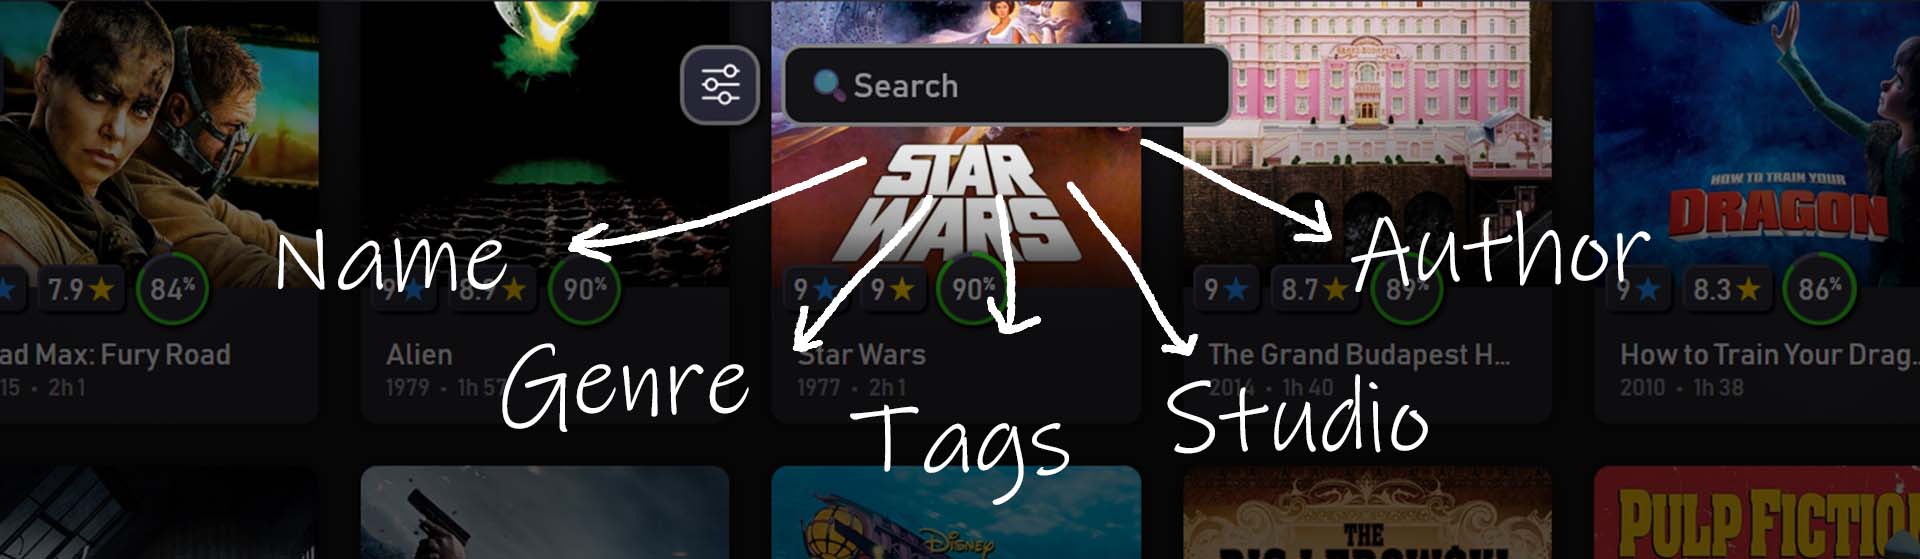 Search
STAR
WARS
HOW TO TRAIN YOUR
DRAGON
Name
Author
7.9 84%
9 8.9 90%
9 9 90%
9 8.7 89%
9 8.3 86%
ad Max: Fury Road
15 • 2h 1
Alien
1979 • 1h 57
Star Wars
1977 • 2h 1
The Grand Budapest H...
2014 • 1h 40
How to Train Your Drag...
2010 • 1h 38
Genre
Tags
Studio
Disney
THE
PULP FICTIO